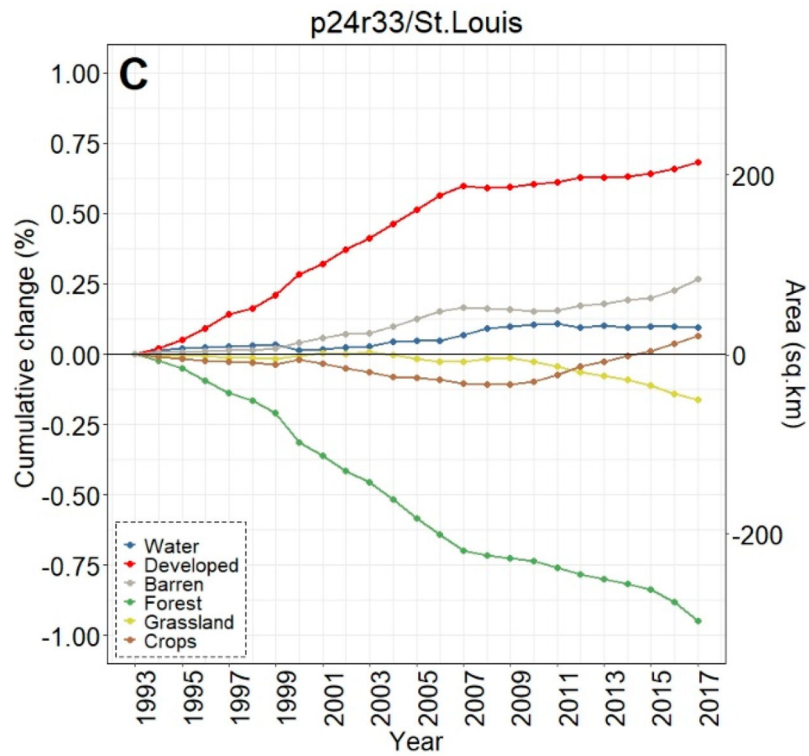 p24r33/St.Louis
C
Cumulative change (%)
1.00
0.75
0.50
0.25
0.00
-0.25
-0.50
-0.75
-1.00
200
0
-200
Area (sq.km)
Water
Developed
Barren
Forest
Grassland
Crops
1993
1995
1997
1999
2001
2003
2005
2007
2009
2011
2013
2015
2017
Year